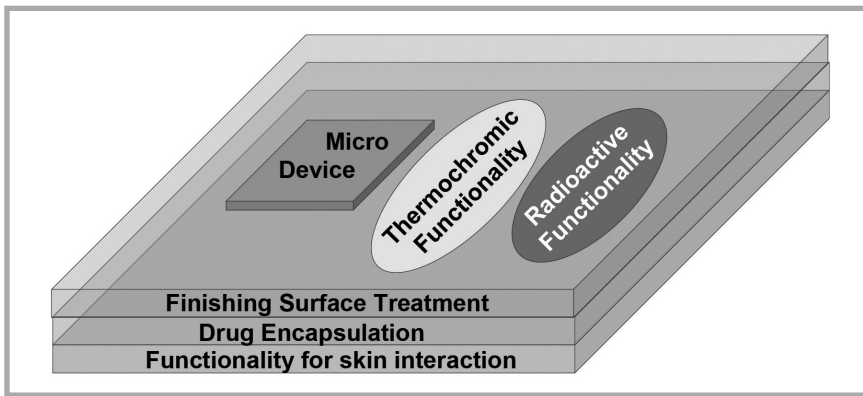 Micro
Device
Thermochromic
Functionality
Radioactive
Functionality
Finishing Surface Treatment
Drug Encapsulation
Functionality for skin interaction